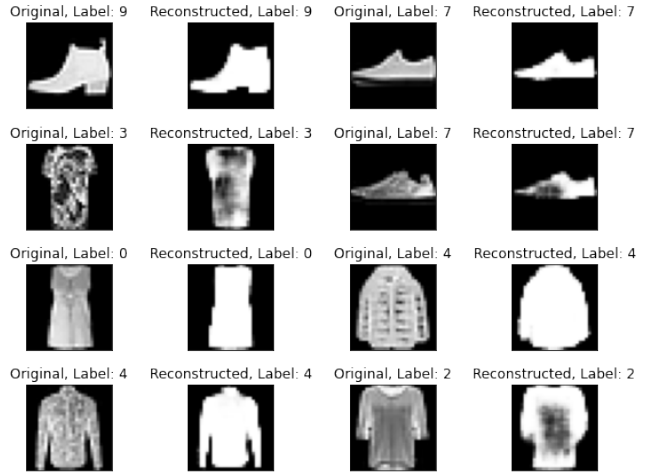 Original, Label: 9 Reconstructed, Label: 9 Original, Label: 7 Reconstructed, Label: 7
Original, Label: 3 Reconstructed, Label: 3 Original, Label: 7 Reconstructed, Label: 7
Original, Label: 0 Reconstructed, Label: 0 Original, Label: 4 Reconstructed, Label: 4
Original, Label: 4 Reconstructed, Label: 4 Original, Label: 2 Reconstructed, Label: 2